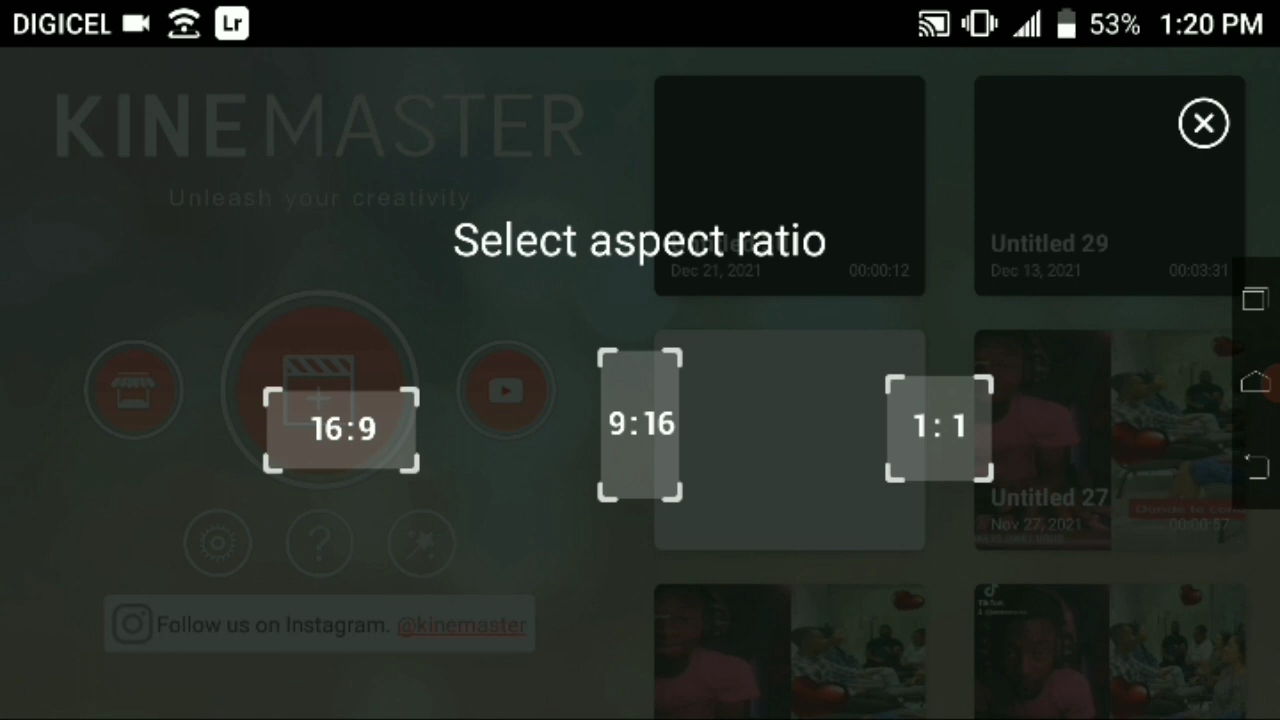 DIGICEL Lr 53% 1:20 PM
KINEMASTER
Unleash your creativity
Select aspect ratio
Dec 21, 2021 00:00:12
Untitled 29
Dec 13, 2021 00:03:31
16:9
9:16
1:1
Untitled 27
Nov 27, 2021 00:00:57
Follow us on Instagram. @kinemaster
TikTok